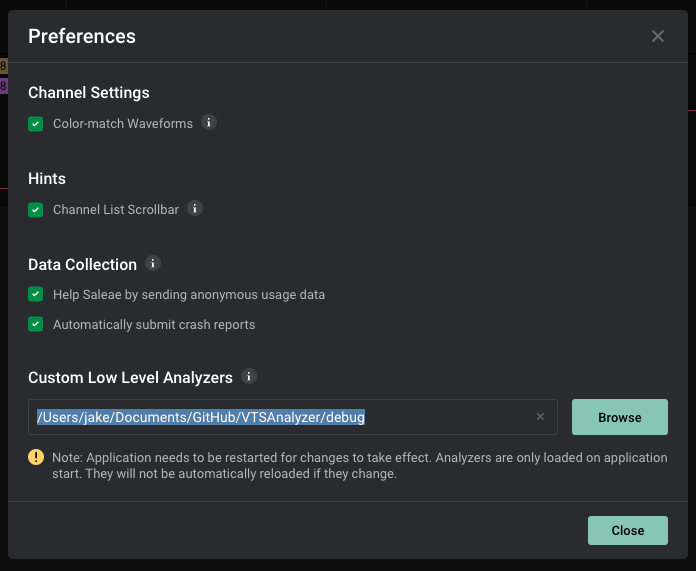 Preferences
8
8
Channel Settings
Color-match Waveforms
Hints
Channel List Scrollbar
Data Collection
Help Saleae by sending anonymous usage data
Automatically submit crash reports
Custom Low Level Analyzers
/Users/jake/Documents/GitHub/VTSAnalyzer/debug
Browse
Note: Application needs to be restarted for changes to take effect. Analyzers are only loaded on application
start. They will not be automatically reloaded if they change.
Close